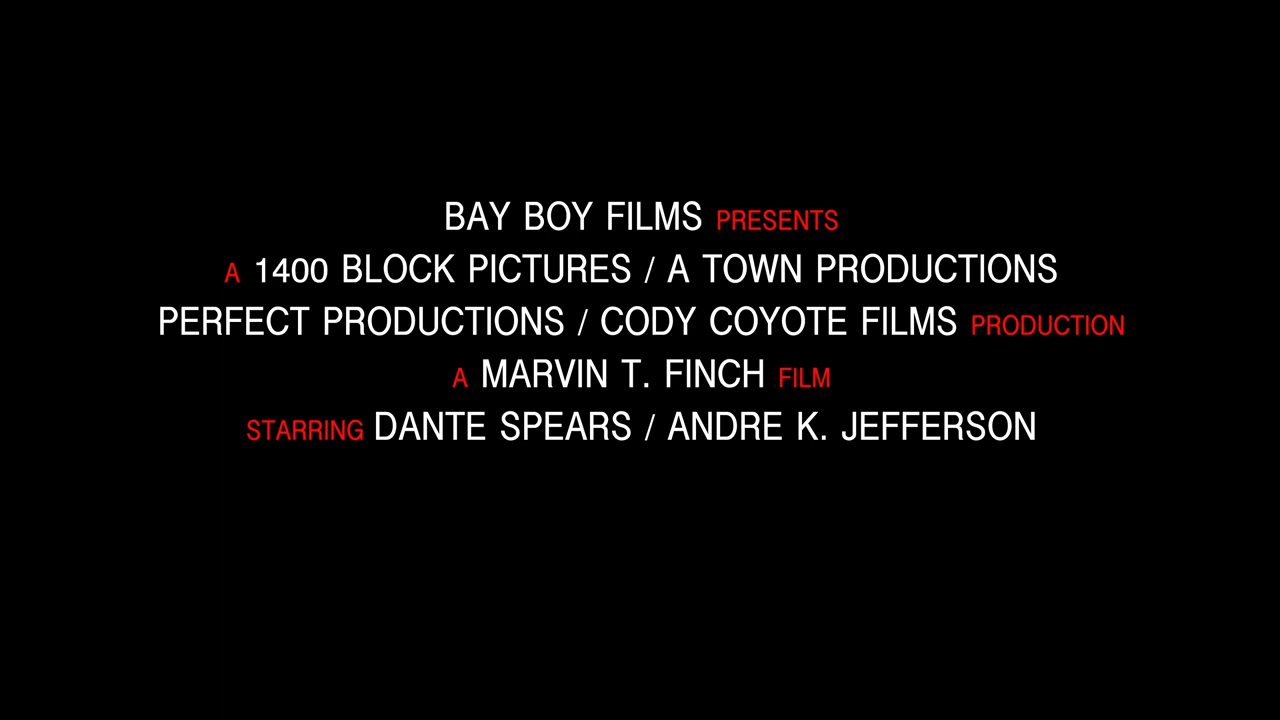 BAY BOY FILMS PRESENTS
A 1400 BLOCK PICTURES / A TOWN PRODUCTIONS
PERFECT PRODUCTIONS / CODY COYOTE FILMS PRODUCTION
A MARVIN T. FINCH FILM
STARRING DANTE SPEARS / ANDRE K. JEFFERSON